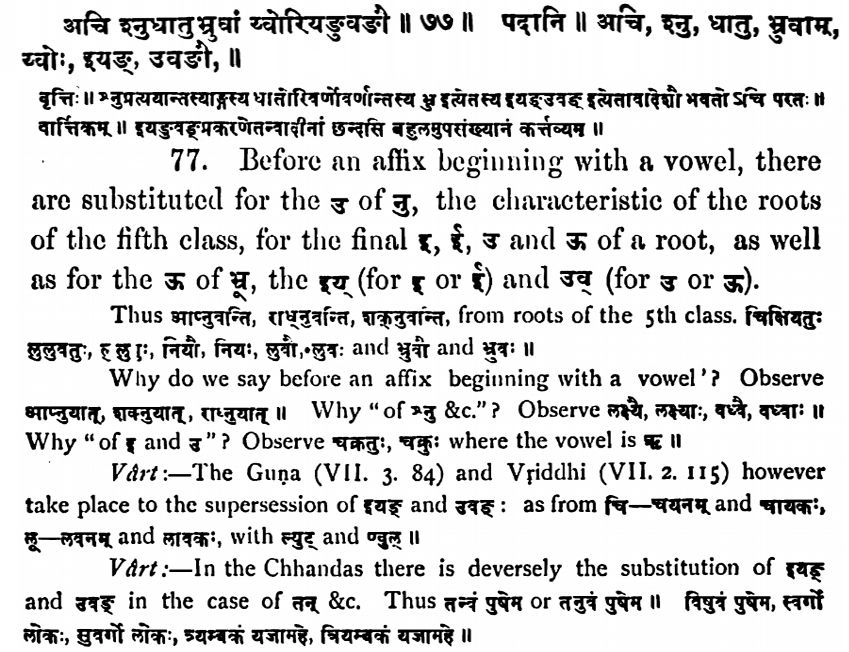 अचि श्नुधातुभ्रुवां य्वोरियङुवङौ ॥ ७७ ॥ पदानि ॥ अचि, श्नु, धातु, भ्रुवाम्,
य्वोः, इयङ्, उवङौ, ॥
वृत्तिः ॥ श्नुप्रत्ययान्तस्याङ्गस्य धातोरिवर्णोवर्णान्तस्य भ्रु इत्येतस्य इयङ् उवङ् इत्येतावादेशौ भवतो ऽचि परतः ॥
वार्त्तिकम् ॥ इयङुवङ्प्रकरणेतन्वादीनां छन्दसि बहुलमुपसंख्यानं कर्त्तव्यम ॥
77. Before an affix beginning with a vowel, there
are substituted for the उ of नु, the characteristic of the roots
of the fifth class, for the final इ, ई, उ and ऊ of a root, as well
as for the ऊ of भ्रू, the इय् (for इ or ई) and उव् (for उ or ऊ).
Thus आप्नुवन्ति, राध्नुवन्ति, शक्नुवन्ति, from roots of the 5th class. चिक्षियतुः
लुलुवतुः, नियौ, नियः, लुवौ, लुवः and भ्रुवौ and भ्रुवः ॥
Why do we say before an affix beginning with a vowel'? Observe
आप्नुयात्, शक्नुयात्, राध्नुयात् ॥ Why "of श्नु &c."? Observe लक्ष्म्यै, लक्ष्म्याः, वध्वै, वध्वाः ॥
Why "of इ and उ"? Observe चक्रतुः, चक्रुः where the vowel is ऋ ॥
Vârt:—The Guṇa (VII. 3. 84) and Vṛiddhi (VII. 2. 115) however
take place to the supersession of इयङ् and उवङ्: as from चि—चयनम् and चायकः,
लू—लवनम् and लावकः, with ल्युट् and ण्वुल् ॥
Vârt:—In the Chhandas there is deversely the substitution of इयङ्
and उवङ् in the case of तन् &c. Thus तन्वं पुषेम or तनुवं पुषेम ॥ विषुवं पुषेम, स्वर्गो
लोकः, सुवर्गो लोकः, त्र्यम्बकं यजामहे, त्रियम्बकं यजामहे ॥